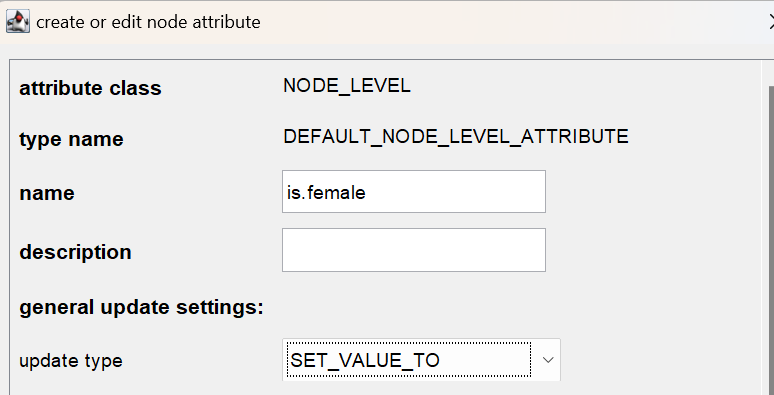 create or edit node attribute
attribute class NODE_LEVEL
type name DEFAULT_NODE_LEVEL_ATTRIBUTE
name is.female
description
general update settings:
update type SET_VALUE_TO